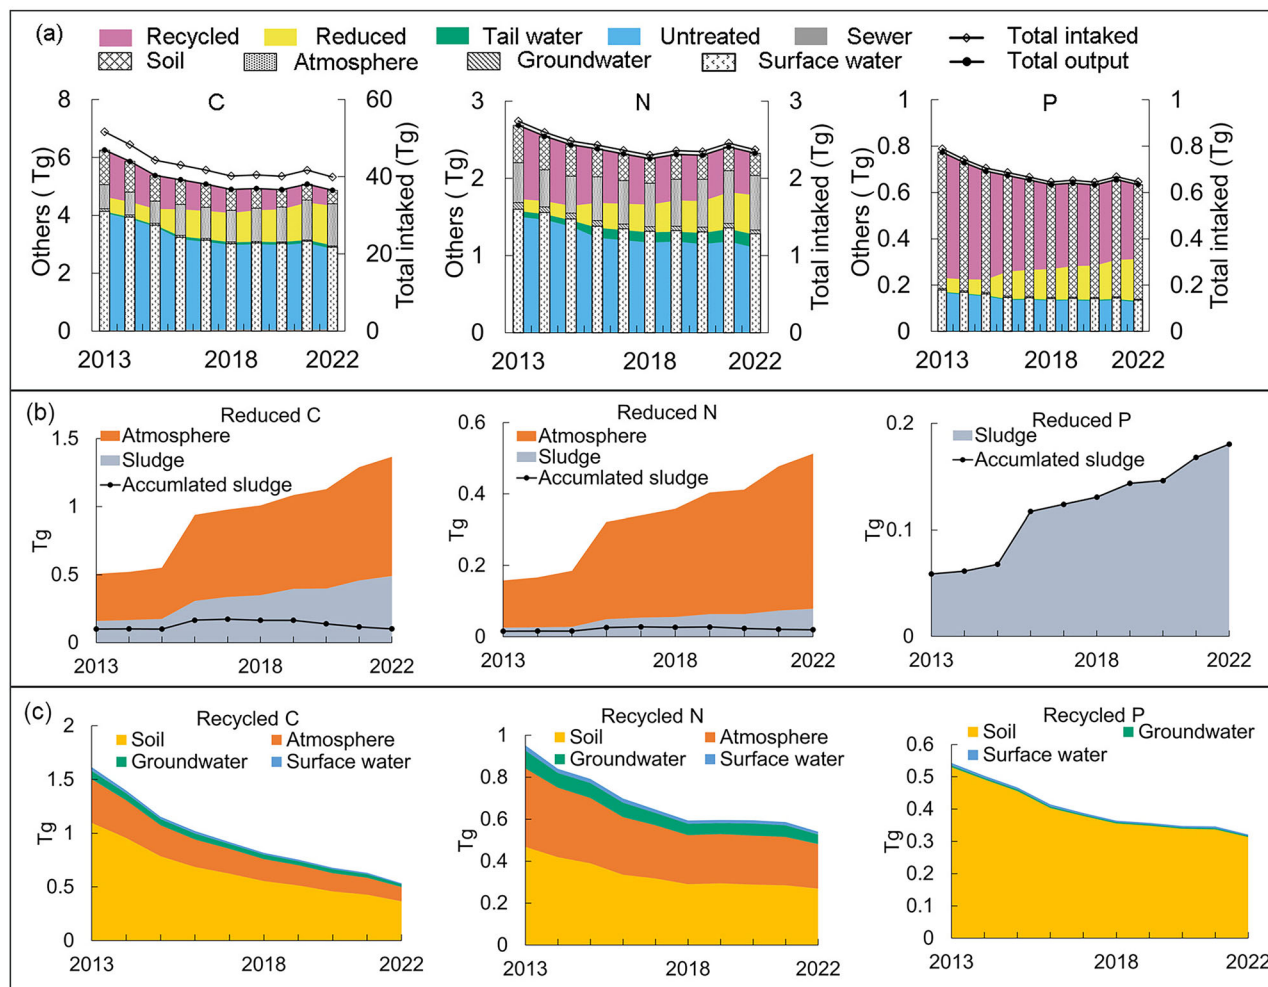 (a)
Recycled Reduced Tail water Untreated Sewer Total intaked
Soil Atmosphere Groundwater Surface water Total output
C
8
6
4
2
0
Others ( Tg)
60
40
20
0
Total intaked (Tg)
2013 2018 2022
N
3
2
1
0
Others (Tg)
3
2
1
0
Total intaked (Tg)
2013 2018 2022
P
1
0.8
0.6
0.4
0.2
0
Others (Tg)
1
0.8
0.6
0.4
0.2
0
Total intaked (Tg)
2013 2018 2022
(b)
Reduced C
Atmosphere
Sludge
Accumlated sludge
1.5
1
0.5
0
Tg
2013 2018 2022
Reduced N
Atmosphere
Sludge
Accumlated sludge
0.6
0.4
0.2
0
Tg
2013 2018 2022
Reduced P
Sludge
Accumlated sludge
0.2
0.1
0
Tg
2013 2018 2022
(c)
Recycled C
Soil Atmosphere
Groundwater Surface water
2
1.5
1
0.5
0
Tg
2013 2018 2022
Recycled N
Soil Atmosphere
Groundwater Surface water
1
0.8
0.6
0.4
0.2
0
Tg
2013 2018 2022
Recycled P
Soil Groundwater
Surface water
0.6
0.5
0.4
0.3
0.2
0.1
0
Tg
2013 2018 2022